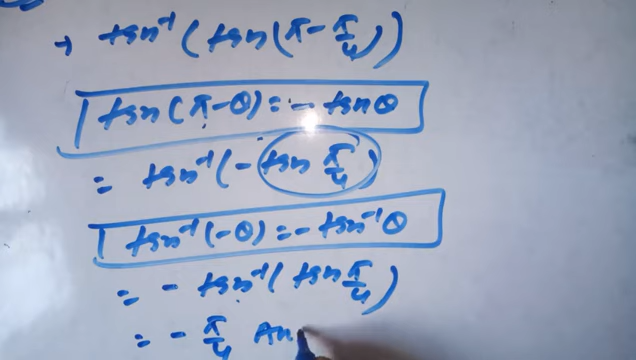 → tan⁻¹(tan(π-π/4))
tan(π-θ)=-tanθ
= tan⁻¹(-tan π/4)
tan⁻¹(-θ)=-tan⁻¹θ
= -tan⁻¹(tan π/4)
= -π/4 An